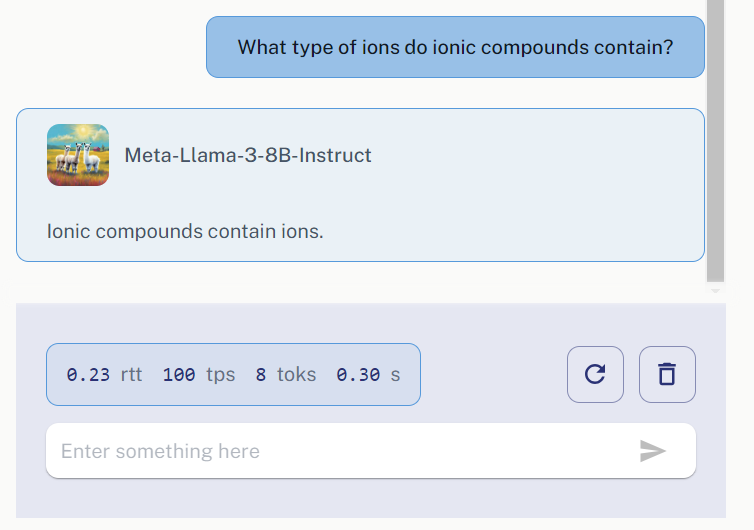 What type of ions do ionic compounds contain?
Meta-Llama-3-8B-Instruct
Ionic compounds contain ions.
0.23 rtt 100 tps 8 toks 0.30 s
Enter something here